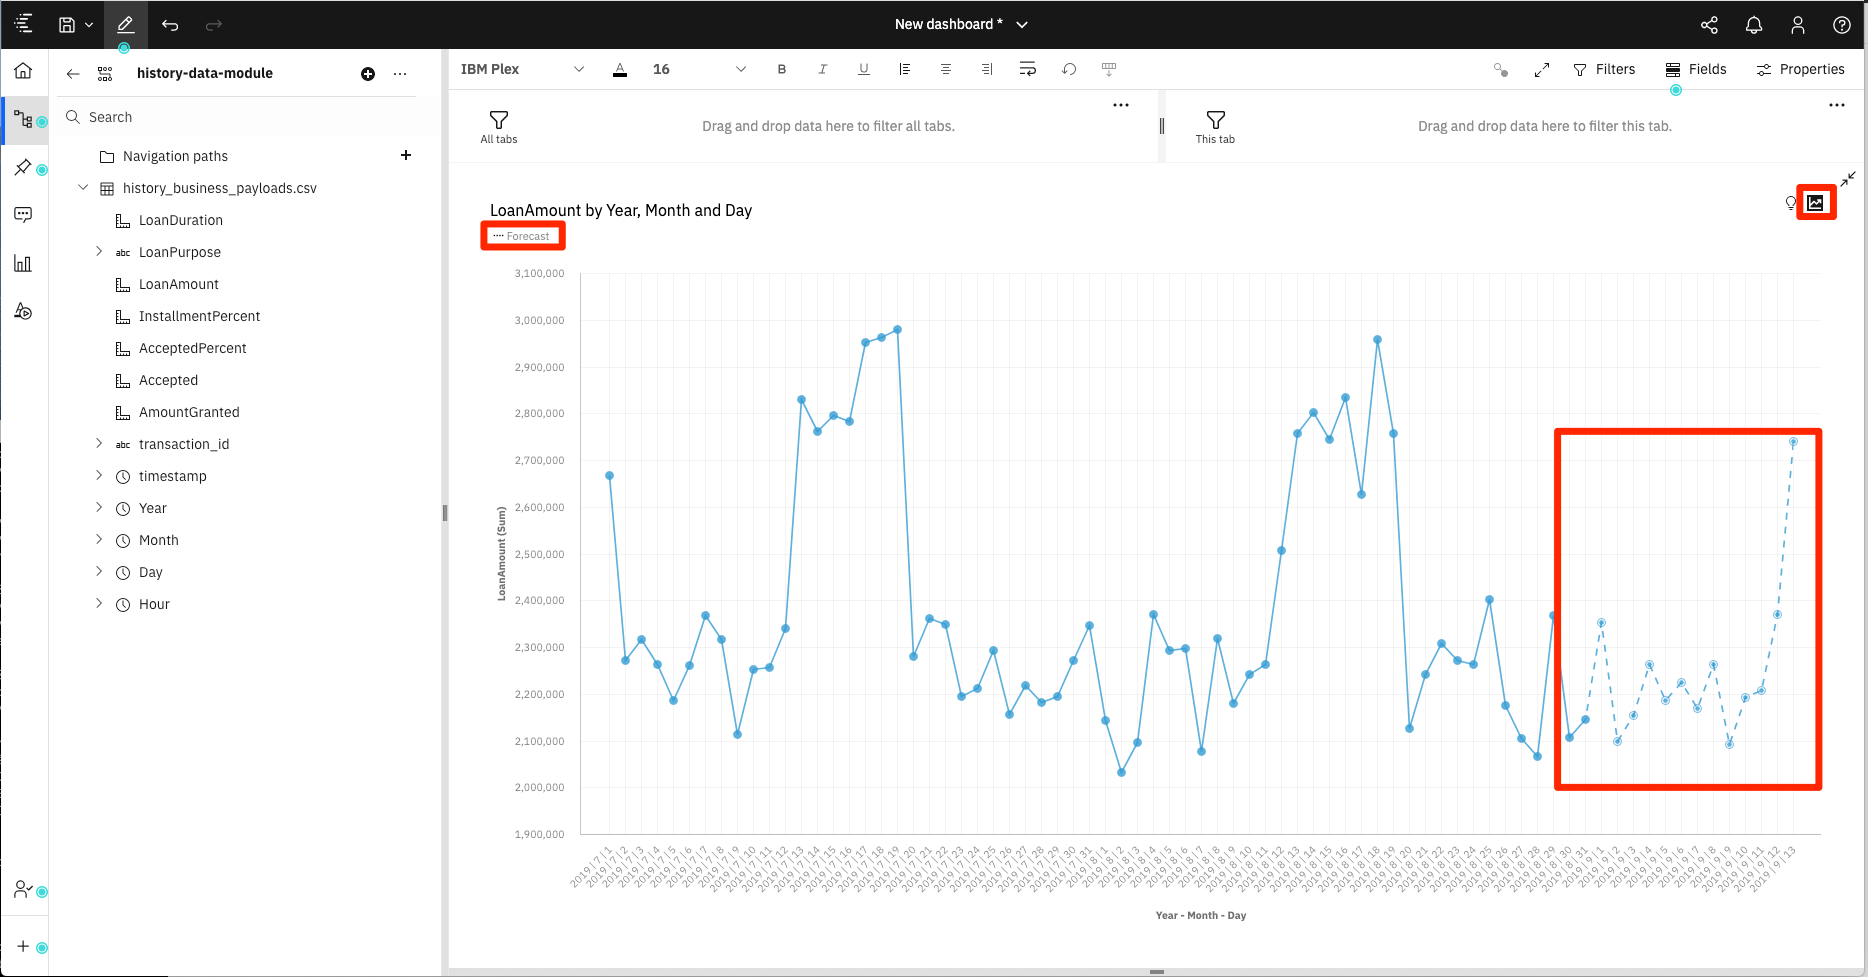 New dashboard *
history-data-module
IBM Plex
A
16
B
I
U
Filters
Fields
Properties
Search
All tabs
Drag and drop data here to filter all tabs.
This tab
Drag and drop data here to filter this tab.
Navigation paths
history_business_payloads.csv
LoanDuration
abc LoanPurpose
LoanAmount
InstallmentPercent
AcceptedPercent
Accepted
AmountGranted
abc transaction_id
timestamp
Year
Month
Day
Hour
LoanAmount by Year, Month and Day
Forecast
3,100,000
3,000,000
2,900,000
2,800,000
2,700,000
2,600,000
2,500,000
2,400,000
2,300,000
2,200,000
2,100,000
2,000,000
1,900,000
LoanAmount (Sum)
2019|7|1
2019|7|2
2019|7|3
2019|7|4
2019|7|5
2019|7|6
2019|7|7
2019|7|8
2019|7|9
2019|7|10
2019|7|11
2019|7|12
2019|7|13
2019|7|14
2019|7|15
2019|7|16
2019|7|17
2019|7|18
2019|7|19
2019|7|20
2019|7|21
2019|7|22
2019|7|23
2019|7|24
2019|7|25
2019|7|26
2019|7|27
2019|7|28
2019|7|29
2019|7|30
2019|7|31
2019|8|1
2019|8|2
2019|8|3
2019|8|4
2019|8|5
2019|8|6
2019|8|7
2019|8|8
2019|8|9
2019|8|10
2019|8|11
2019|8|12
2019|8|13
2019|8|14
2019|8|15
2019|8|16
2019|8|17
2019|8|18
2019|8|19
2019|8|20
2019|8|21
2019|8|22
2019|8|23
2019|8|24
2019|8|25
2019|8|26
2019|8|27
2019|8|28
2019|8|29
2019|8|30
2019|8|31
2019|9|1
2019|9|2
2019|9|3
2019|9|4
2019|9|5
2019|9|6
2019|9|7
2019|9|8
2019|9|9
2019|9|10
2019|9|11
2019|9|12
2019|9|13
Year - Month - Day